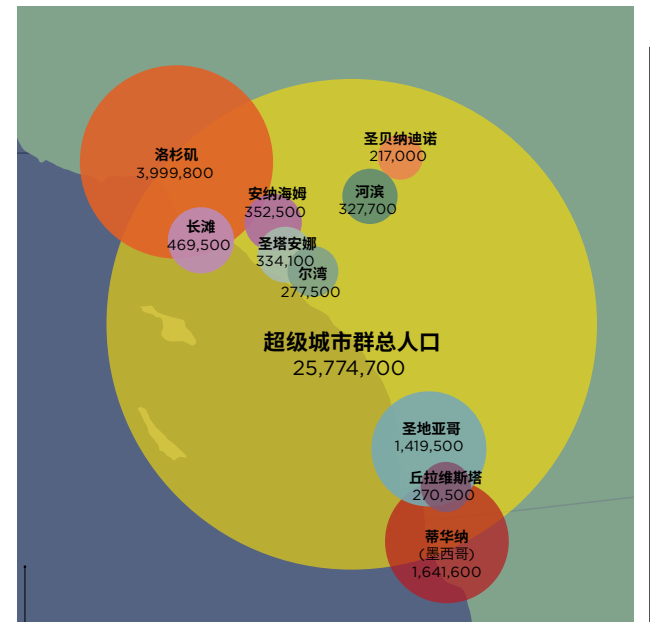 圣贝纳迪诺
217,000
洛杉矶
3,999,800
河滨
327,700
安纳海姆
352,500
长滩
469,500
圣塔安娜
334,100
尔湾
277,500
超级城市群总人口
25,774,700
圣地亚哥
1,419,500
丘拉维斯塔
270,500
蒂华纳
(墨西哥)
1,641,600